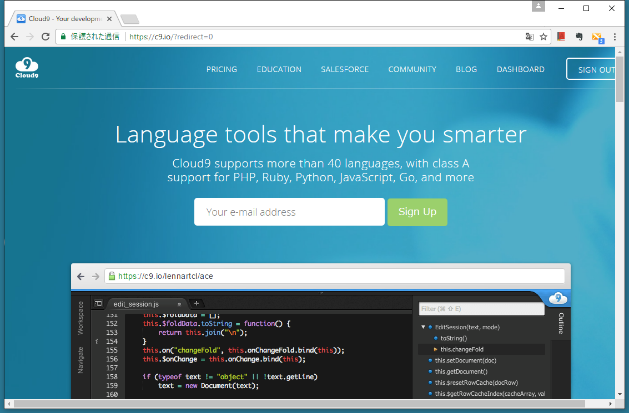 Cloud9 - Your developm
保護された通信 https://c9.io/?redirect=0
9
Cloud9
PRICING EDUCATION SALESFORCE COMMUNITY BLOG DASHBOARD SIGN OUT
Language tools that make you smarter
Cloud9 supports more than 40 languages, with class A
support for PHP, Ruby, Python, JavaScript, Go, and more
Your e-mail address Sign Up
https://c9.io/lennartcl/ace
edit_session.js
Workspace
Navigate
151 this.$foldData = [];
152 this.$foldData.toString = function() {
153 return this.join("\n");
154 }
155 this.on("changeFold", this.onChangeFold.bind(this));
156 this.$onChange = this.onChange.bind(this);
157
158 if (typeof text != "object" || !text.getLine)
159 text = new Document(text);
160
Filter (⌘ ⇧ E)
EditSession(text, mode)
toString()
this.changeFold
this.setDocument(doc)
this.getDocument()
this.$resetRowCache(docRow)
this.$getRowCacheIndex(cacheArray, val
9
Outline